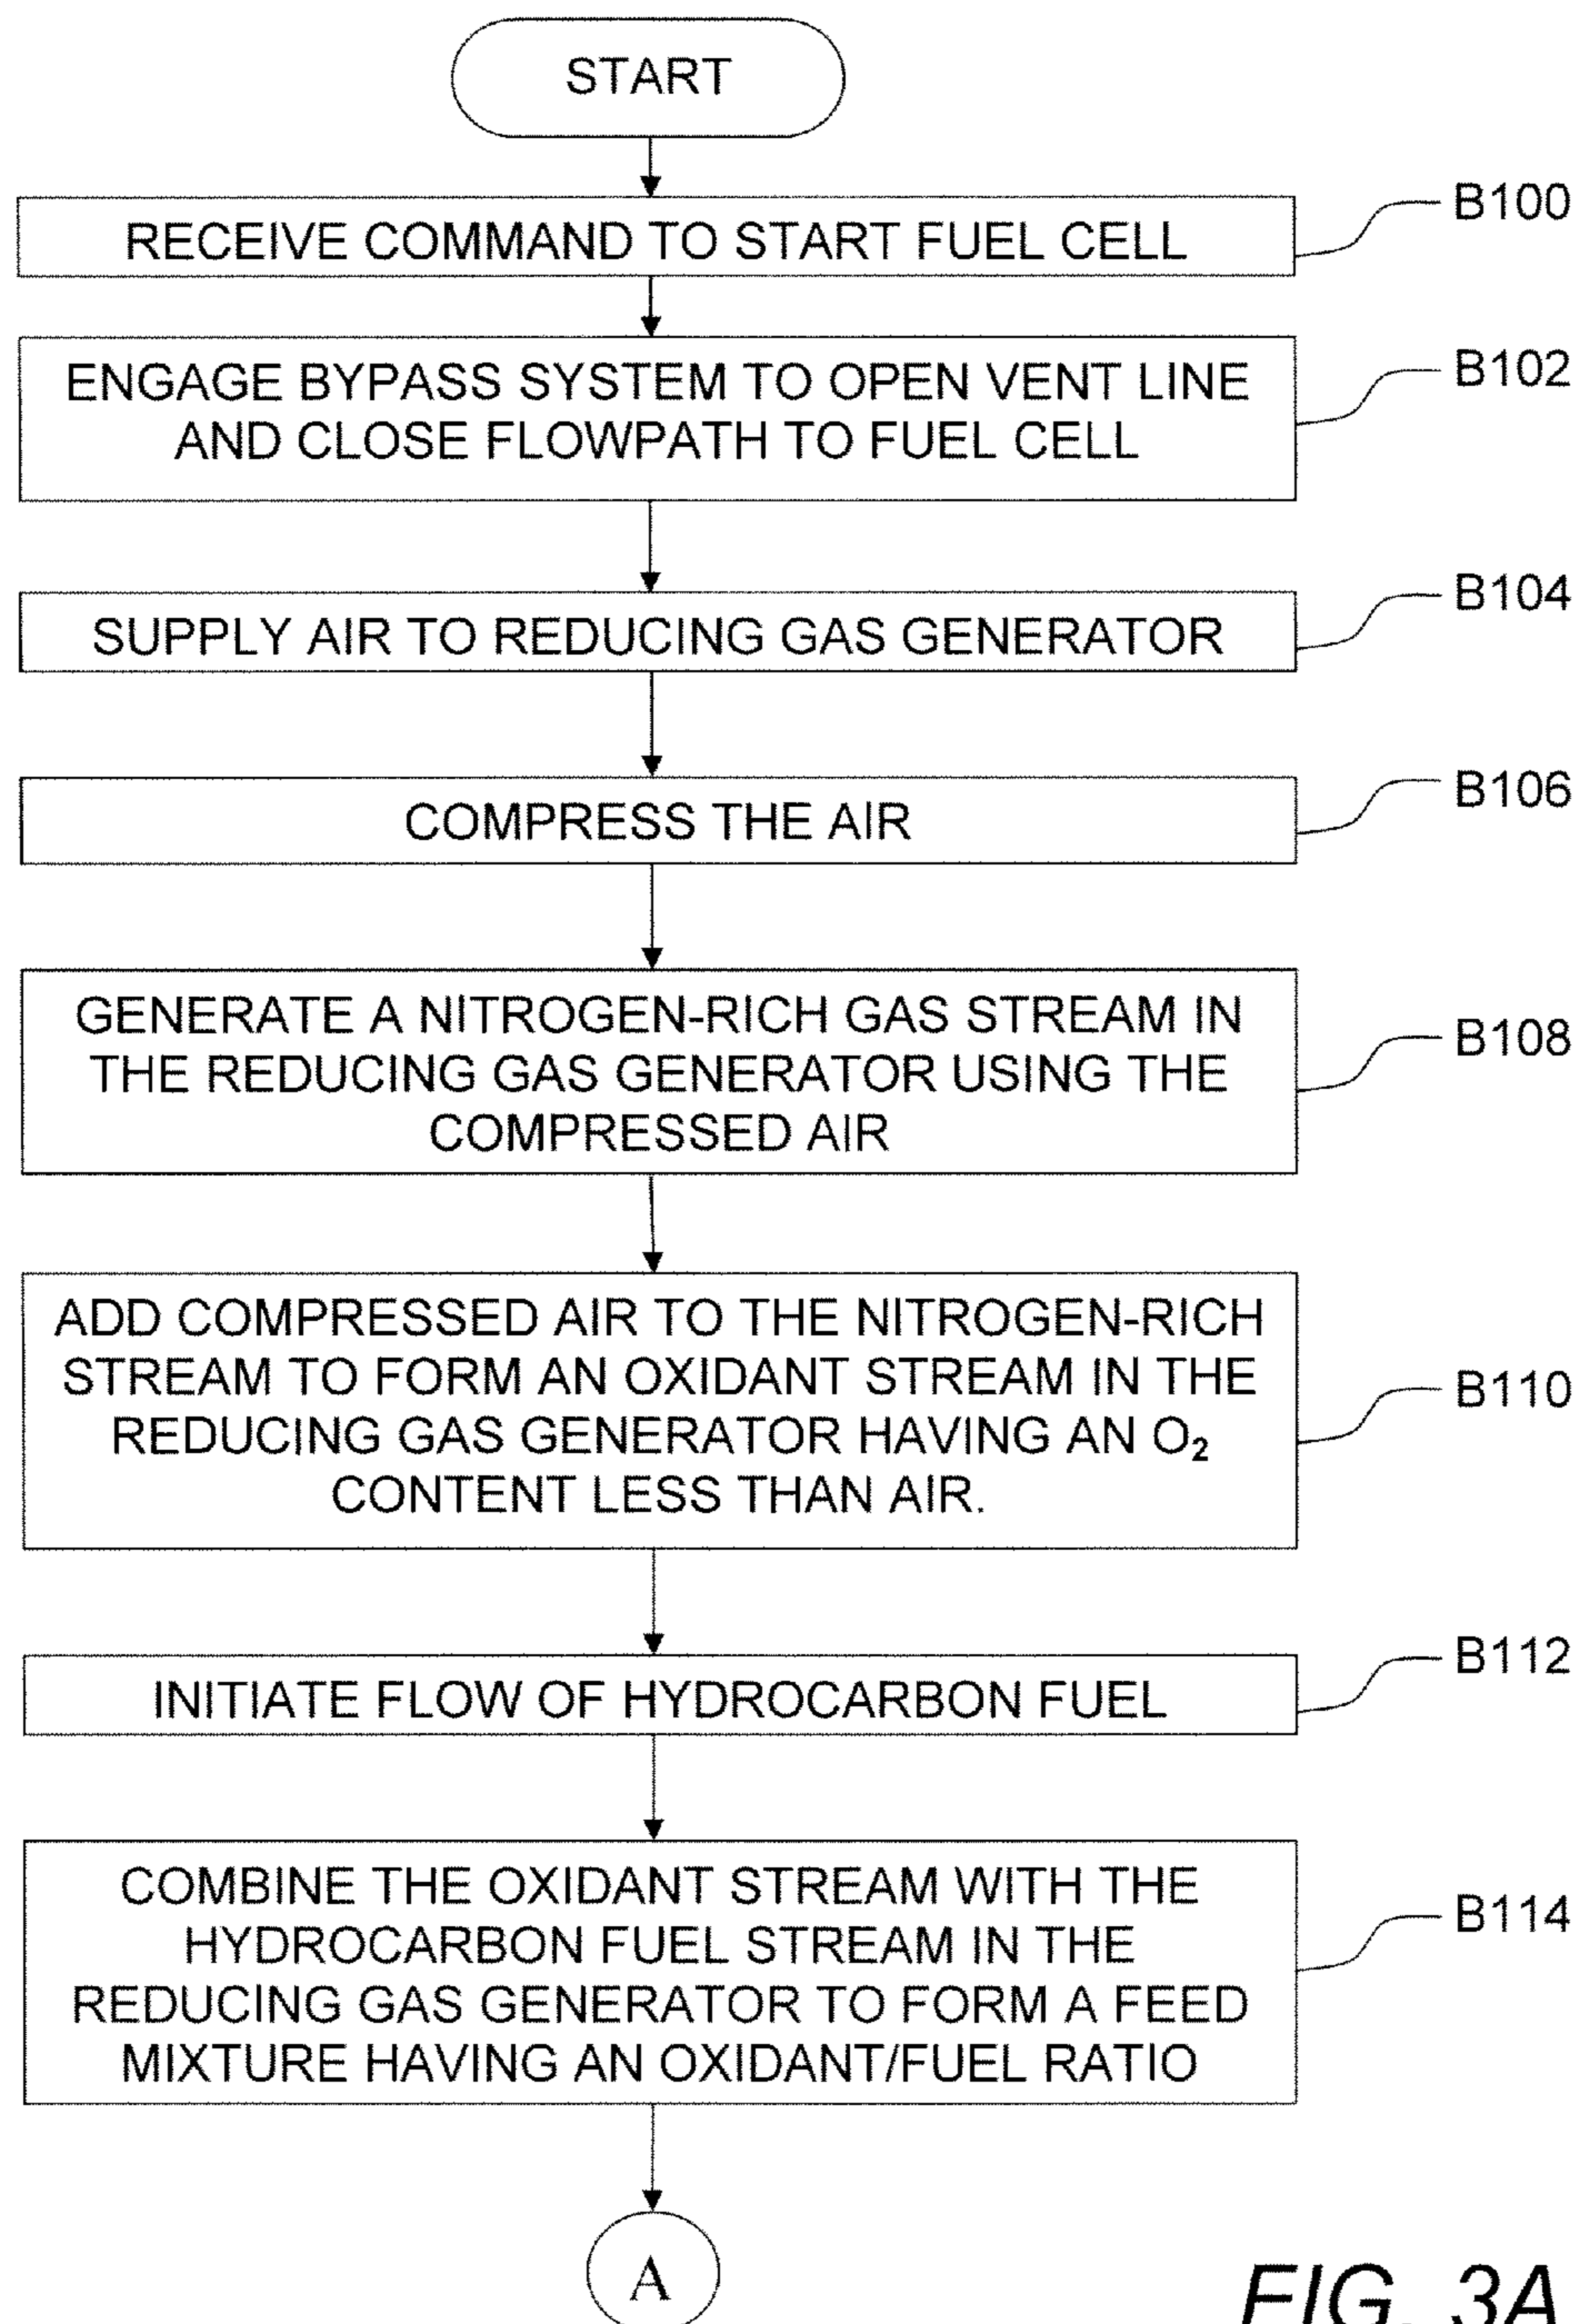 START
RECEIVE COMMAND TO START FUEL CELL
B100
ENGAGE BYPASS SYSTEM TO OPEN VENT LINE
AND CLOSE FLOWPATH TO FUEL CELL
B102
SUPPLY AIR TO REDUCING GAS GENERATOR
B104
COMPRESS THE AIR
B106
GENERATE A NITROGEN-RICH GAS STREAM IN
THE REDUCING GAS GENERATOR USING THE
COMPRESSED AIR
B108
ADD COMPRESSED AIR TO THE NITROGEN-RICH
STREAM TO FORM AN OXIDANT STREAM IN THE
REDUCING GAS GENERATOR HAVING AN O₂
CONTENT LESS THAN AIR.
B110
INITIATE FLOW OF HYDROCARBON FUEL
B112
COMBINE THE OXIDANT STREAM WITH THE
HYDROCARBON FUEL STREAM IN THE
REDUCING GAS GENERATOR TO FORM A FEED
MIXTURE HAVING AN OXIDANT/FUEL RATIO
B114
A
FIG. 3A